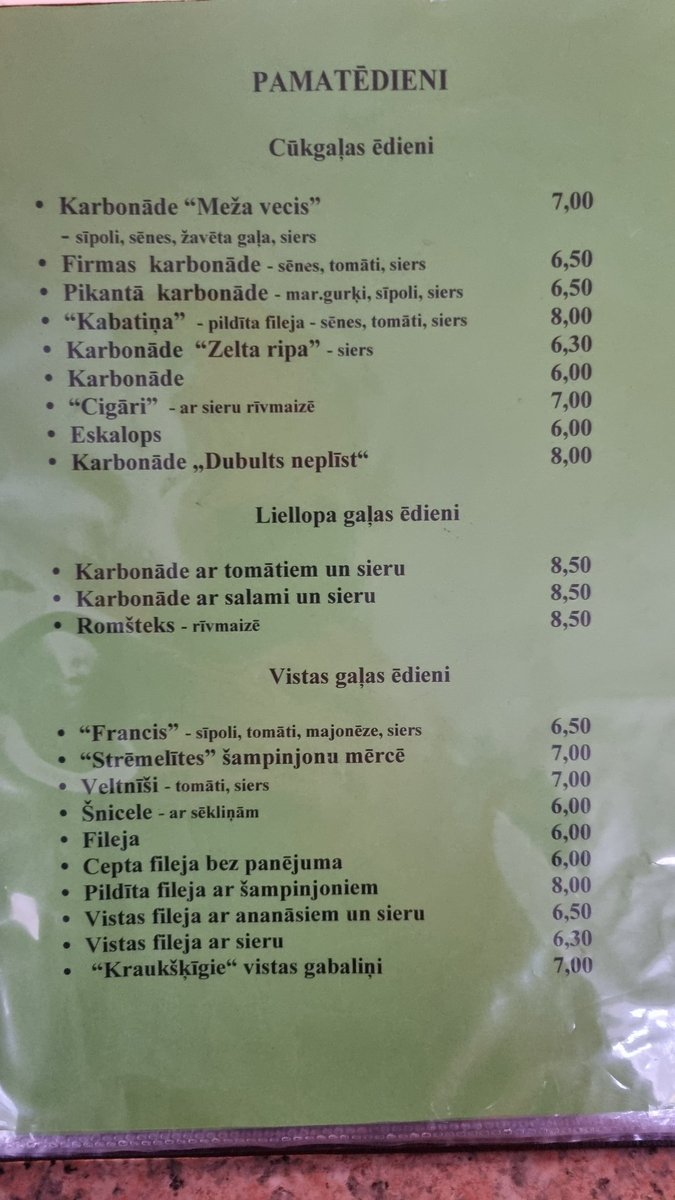 PAMATĒDIENI
Cūkgaļas ēdieni
• Karbonāde “Meža vecis” 7,00
- sīpoli, sēnes, žavēta gaļa, siers
• Firmas karbonāde - sēnes, tomāti, siers 6,50
• Pikantā karbonāde - mar.gurķi, sīpoli, siers 6,50
• “Kabatiņa” - pildīta fileja - sēnes, tomāti, siers 8,00
• Karbonāde “Zelta ripa” - siers 6,30
• Karbonāde 6,00
• “Cigāri” - ar sieru rīvmaizē 7,00
• Eskalops 6,00
• Karbonāde „Dubults neplīst“ 8,00
Liellopa gaļas ēdieni
• Karbonāde ar tomātiem un sieru 8,50
• Karbonāde ar salami un sieru 8,50
• Romšteks - rīvmaizē 8,50
Vistas gaļas ēdieni
• “Francis” - sīpoli, tomāti, majonēze, siers 6,50
• “Strēmelītes” šampinjonu mērcē 7,00
• Veltnīši - tomāti, siers 7,00
• Šnicele - ar sēkliņām 6,00
• Fileja 6,00
• Cepta fileja bez panējuma 6,00
• Pildīta fileja ar šampinjoniem 8,00
• Vistas fileja ar ananāsiem un sieru 6,50
• Vistas fileja ar sieru 6,30
• “Kraukšķīgie“ vistas gabaliņi 7,00